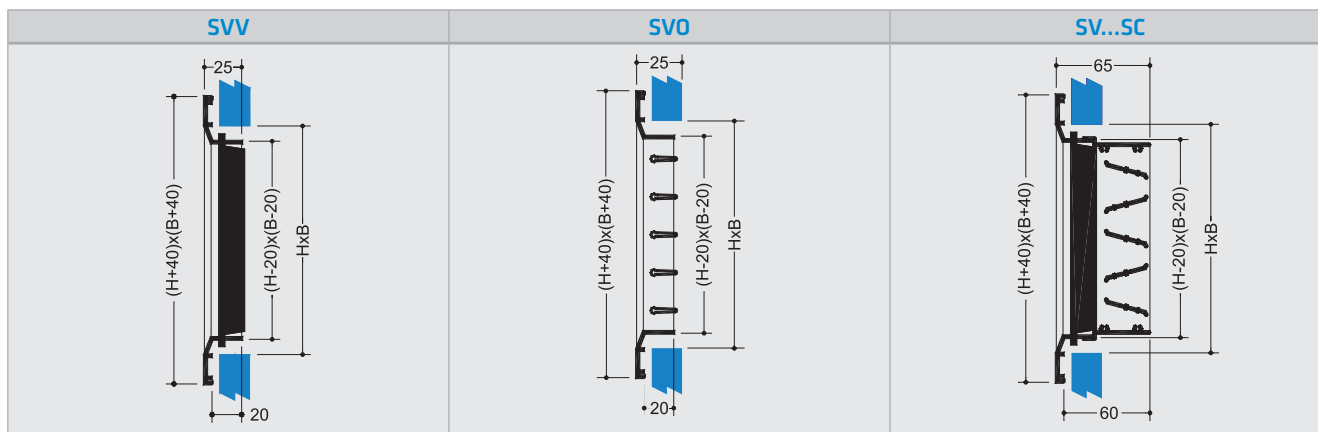 SVV
SVO
SV...SC
25
(H+40)x(B+40)
(H-20)x(B-20)
HxB
20
25
(H+40)x(B+40)
(H-20)x(B-20)
HxB
20
65
(H+40)x(B+40)
(H-20)x(B-20)
HxB
60